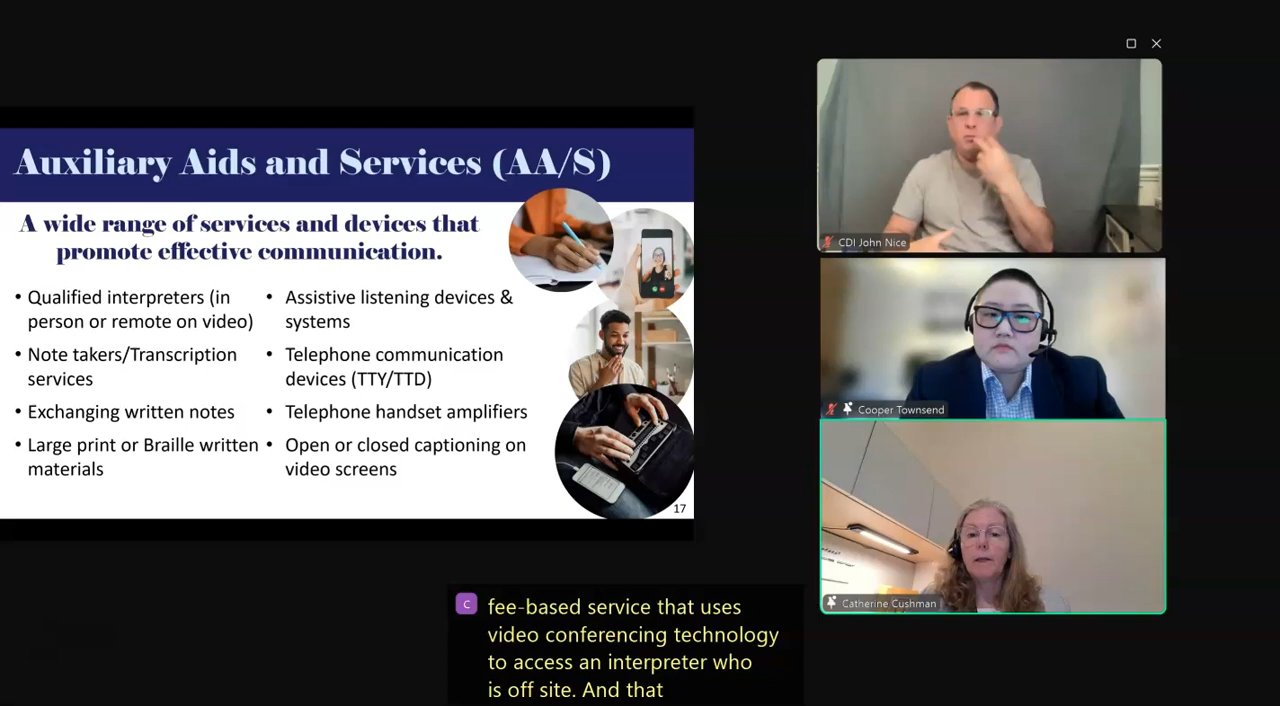 Auxiliary Aids and Services (AA/S)
A wide range of services and devices that
promote effective communication.
• Qualified interpreters (in
person or remote on video)
• Note takers/Transcription
services
• Exchanging written notes
• Large print or Braille written
materials
• Assistive listening devices &
systems
• Telephone communication
devices (TTY/TTD)
• Telephone handset amplifiers
• Open or closed captioning on
video screens
17
CDI John Nice
Cooper Townsend
Catherine Cushman
C
fee-based service that uses
video conferencing technology
to access an interpreter who
is off site. And that